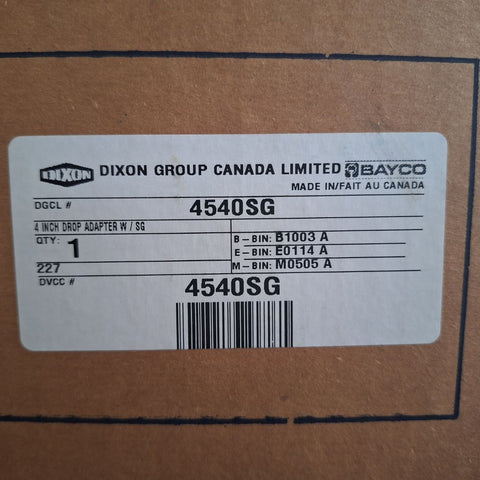 DIXON DIXON GROUP CANADA LIMITED BAYCO
MADE IN/FAIT AU CANADA
DGCL # 4540SG
4 INCH DROP ADAPTER W / SG
QTY: 1
B - BIN: B1003 A
E - BIN: E0114 A
227
M - BIN: M0505 A
DVCC # 4540SG